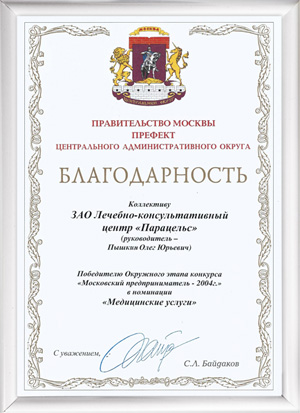 МОСКВА
ПРАВИТЕЛЬСТВО МОСКВЫ
ПРЕФЕКТ
ЦЕНТРАЛЬНОГО АДМИНИСТРАТИВНОГО ОКРУГА
БЛАГОДАРНОСТЬ
Коллективу
ЗАО Лечебно-консультативный
центр «Парацельс»
(руководитель –
Пышкин Олег Юрьевич)
Победителю Окружного этапа конкурса
«Московский предприниматель - 2004г.»
в номинации
«Медицинские услуги»
С уважением,
С.Л. Байдаков